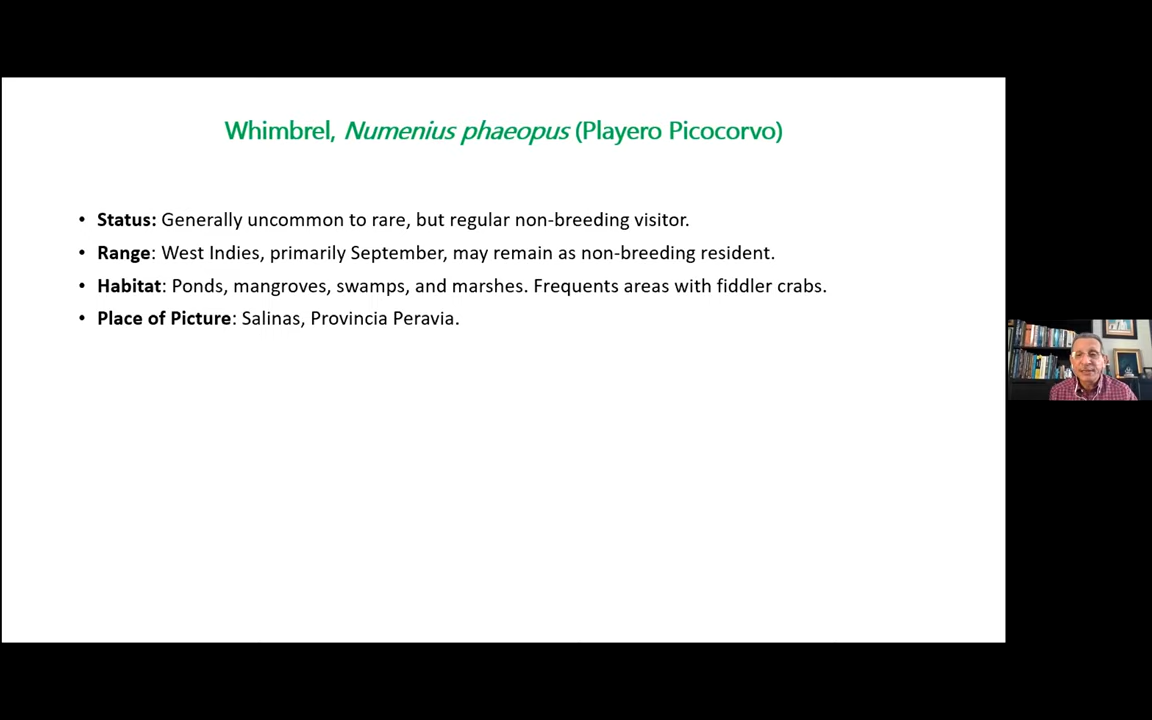 Whimbrel, Numenius phaeopus (Playero Picocorvo)
• Status: Generally uncommon to rare, but regular non-breeding visitor.
• Range: West Indies, primarily September, may remain as non-breeding resident.
• Habitat: Ponds, mangroves, swamps, and marshes. Frequents areas with fiddler crabs.
• Place of Picture: Salinas, Provincia Peravia.